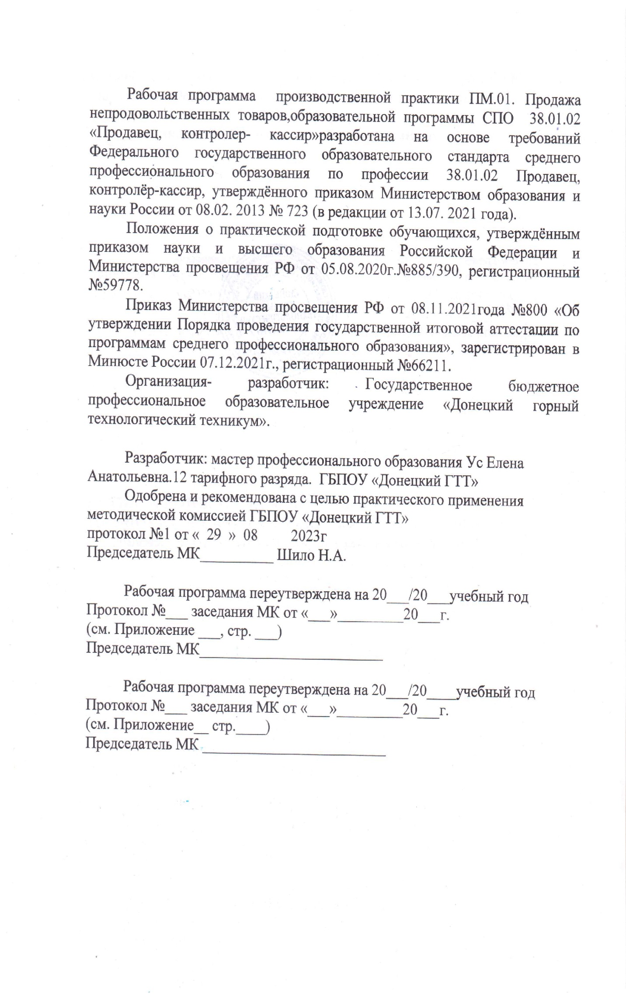 Рабочая программа производственной практики ПМ.01. Продажа
непродовольственных товаров,образовательной программы СПО 38.01.02
«Продавец, контролер- кассир»разработана на основе требований
Федерального государственного образовательного стандарта среднего
профессионального образования по профессии 38.01.02 Продавец,
контролёр-кассир, утверждённого приказом Министерством образования и
науки России от 08.02. 2013 № 723 (в редакции от 13.07. 2021 года).
Положения о практической подготовке обучающихся, утверждённым
приказом науки и высшего образования Российской Федерации и
Министерства просвещения РФ от 05.08.2020г.№885/390, регистрационный
№59778.
Приказ Министерства просвещения РФ от 08.11.2021года №800 «Об
утверждении Порядка проведения государственной итоговой аттестации по
программам среднего профессионального образования», зарегистрирован в
Минюсте России 07.12.2021г., регистрационный №66211.
Организация- разработчик: Государственное бюджетное
профессиональное образовательное учреждение «Донецкий горный
технологический техникум».
Разработчик: мастер профессионального образования Ус Елена
Анатольевна.12 тарифного разряда. ГБПОУ «Донецкий ГТТ»
Одобрена и рекомендована с целью практического применения
методической комиссией ГБПОУ «Донецкий ГТТ»
протокол №1 от « 29 » 08 2023г
Председатель МК__________ Шило Н.А.
Рабочая программа переутверждена на 20___/20___учебный год
Протокол №___ заседания МК от «___»_________20___г.
(см. Приложение ___, стр. ___)
Председатель МК_________________________
Рабочая программа переутверждена на 20___/20____учебный год
Протокол №___ заседания МК от «___»_________20___г.
(см. Приложение__ стр.____)
Председатель МК _________________________